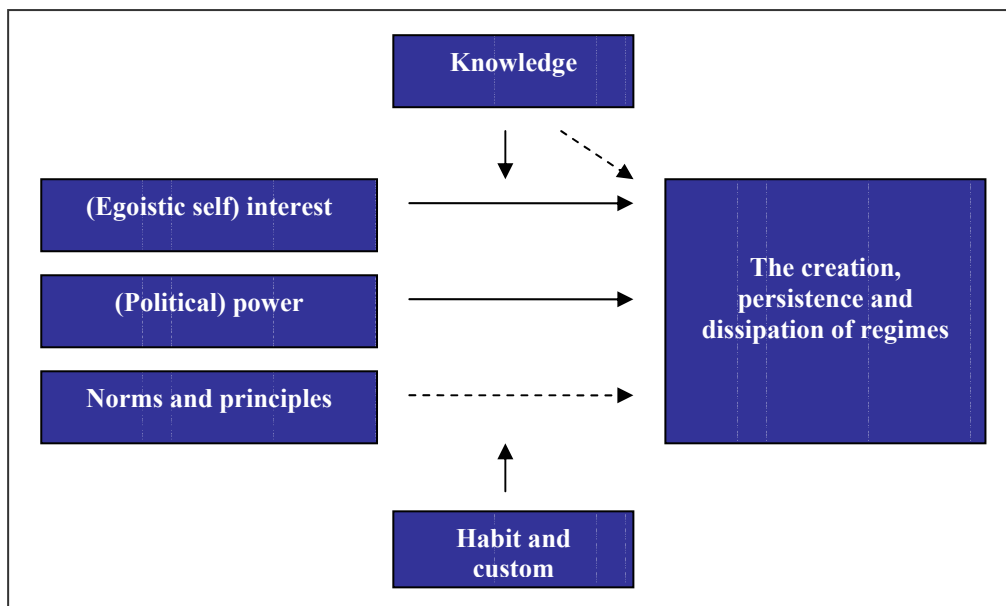 Knowledge
(Egoistic self) interest
(Political) power
Norms and principles
The creation,
persistence and
dissipation of regimes
Habit and
custom